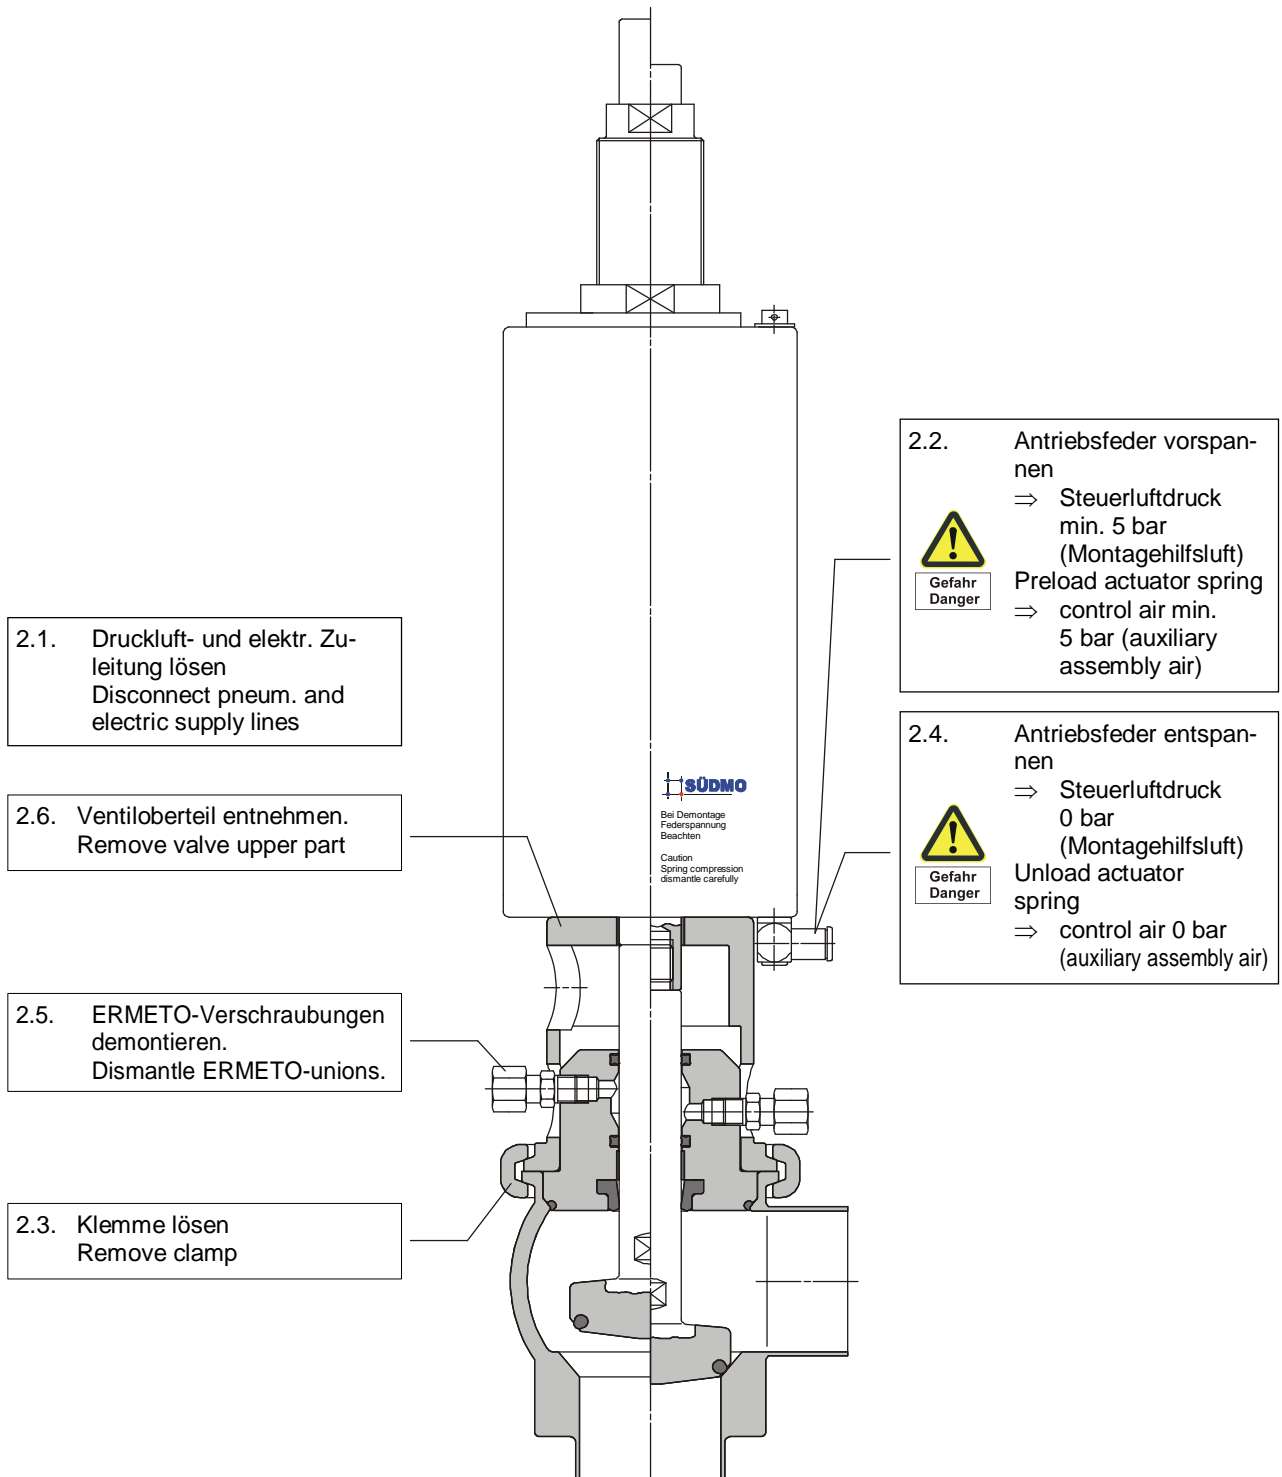 2.1. Druckluft- und elektr. Zu-
leitung lösen
Disconnect pneum. and
electric supply lines
2.6. Ventiloberteil entnehmen.
Remove valve upper part
2.5. ERMETO-Verschraubungen
demontieren.
Dismantle ERMETO-unions.
2.3. Klemme lösen
Remove clamp
SÜDMO
Bei Demontage
Federspannung
Beachten
Caution
Spring compression
dismantle carefully
2.2. Antriebsfeder vorspan-
nen
⇒ Steuerluftdruck
min. 5 bar
(Montagehilfsluft)
Gefahr
Danger
Preload actuator spring
⇒ control air min.
5 bar (auxiliary
assembly air)
2.4. Antriebsfeder entspan-
nen
⇒ Steuerluftdruck
0 bar
(Montagehilfsluft)
Gefahr
Danger
Unload actuator
spring
⇒ control air 0 bar
(auxiliary assembly air)